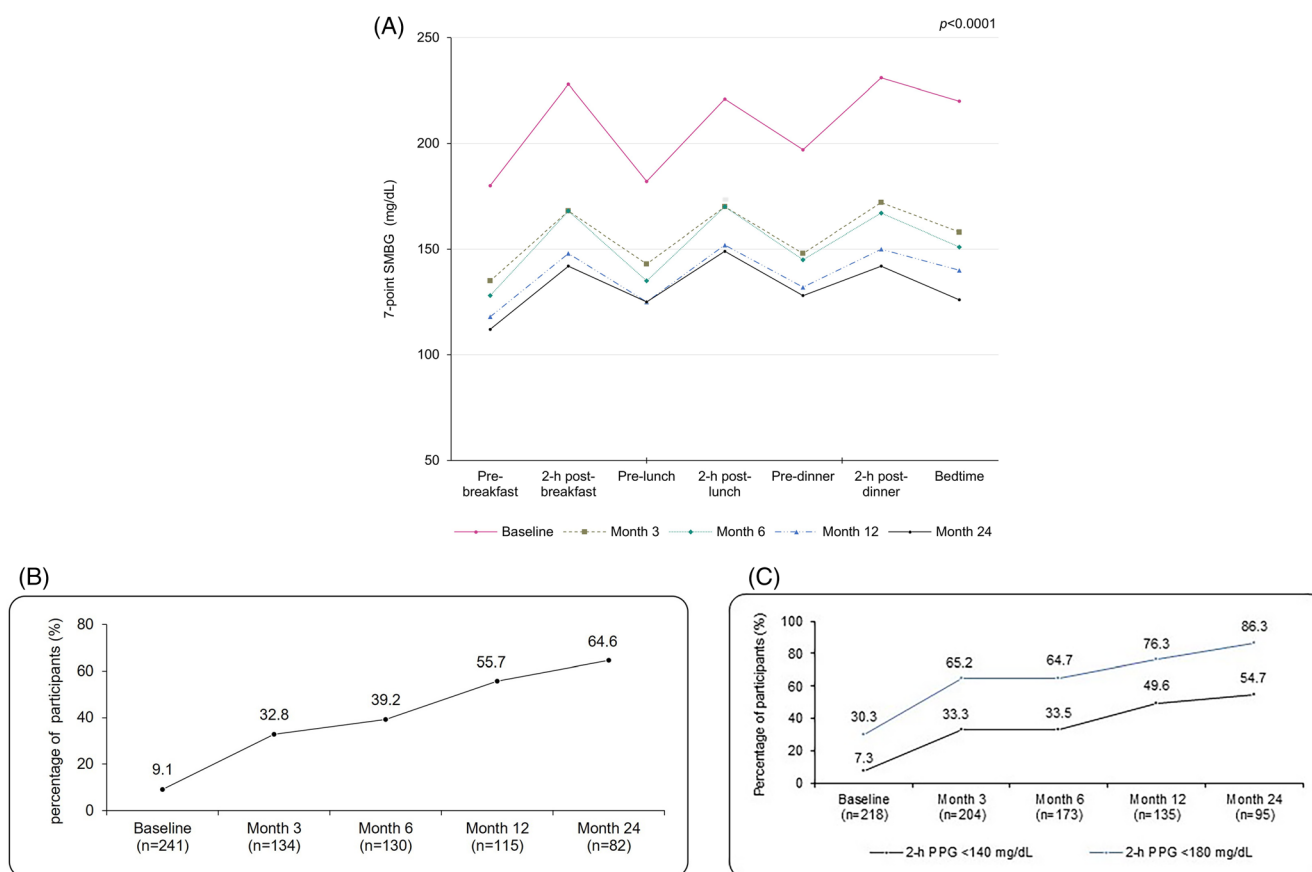 (A)
p<0.0001
250
200
150
100
50
7-point SMBG (mg/dL)
Pre-
breakfast
2-h post-
breakfast
Pre-lunch
2-h post-
lunch
Pre-dinner
2-h post-
dinner
Bedtime
Baseline
Month 3
Month 6
Month 12
Month 24
(B)
percentage of participants (%)
80
60
40
20
0
9.1
32.8
39.2
55.7
64.6
Baseline
(n=241)
Month 3
(n=134)
Month 6
(n=130)
Month 12
(n=115)
Month 24
(n=82)
(C)
Percentage of participants (%)
100
80
60
40
20
0
30.3
65.2
64.7
76.3
86.3
7.3
33.3
33.5
49.6
54.7
Baseline
(n=218)
Month 3
(n=204)
Month 6
(n=173)
Month 12
(n=135)
Month 24
(n=95)
2-h PPG <140 mg/dL
2-h PPG <180 mg/dL